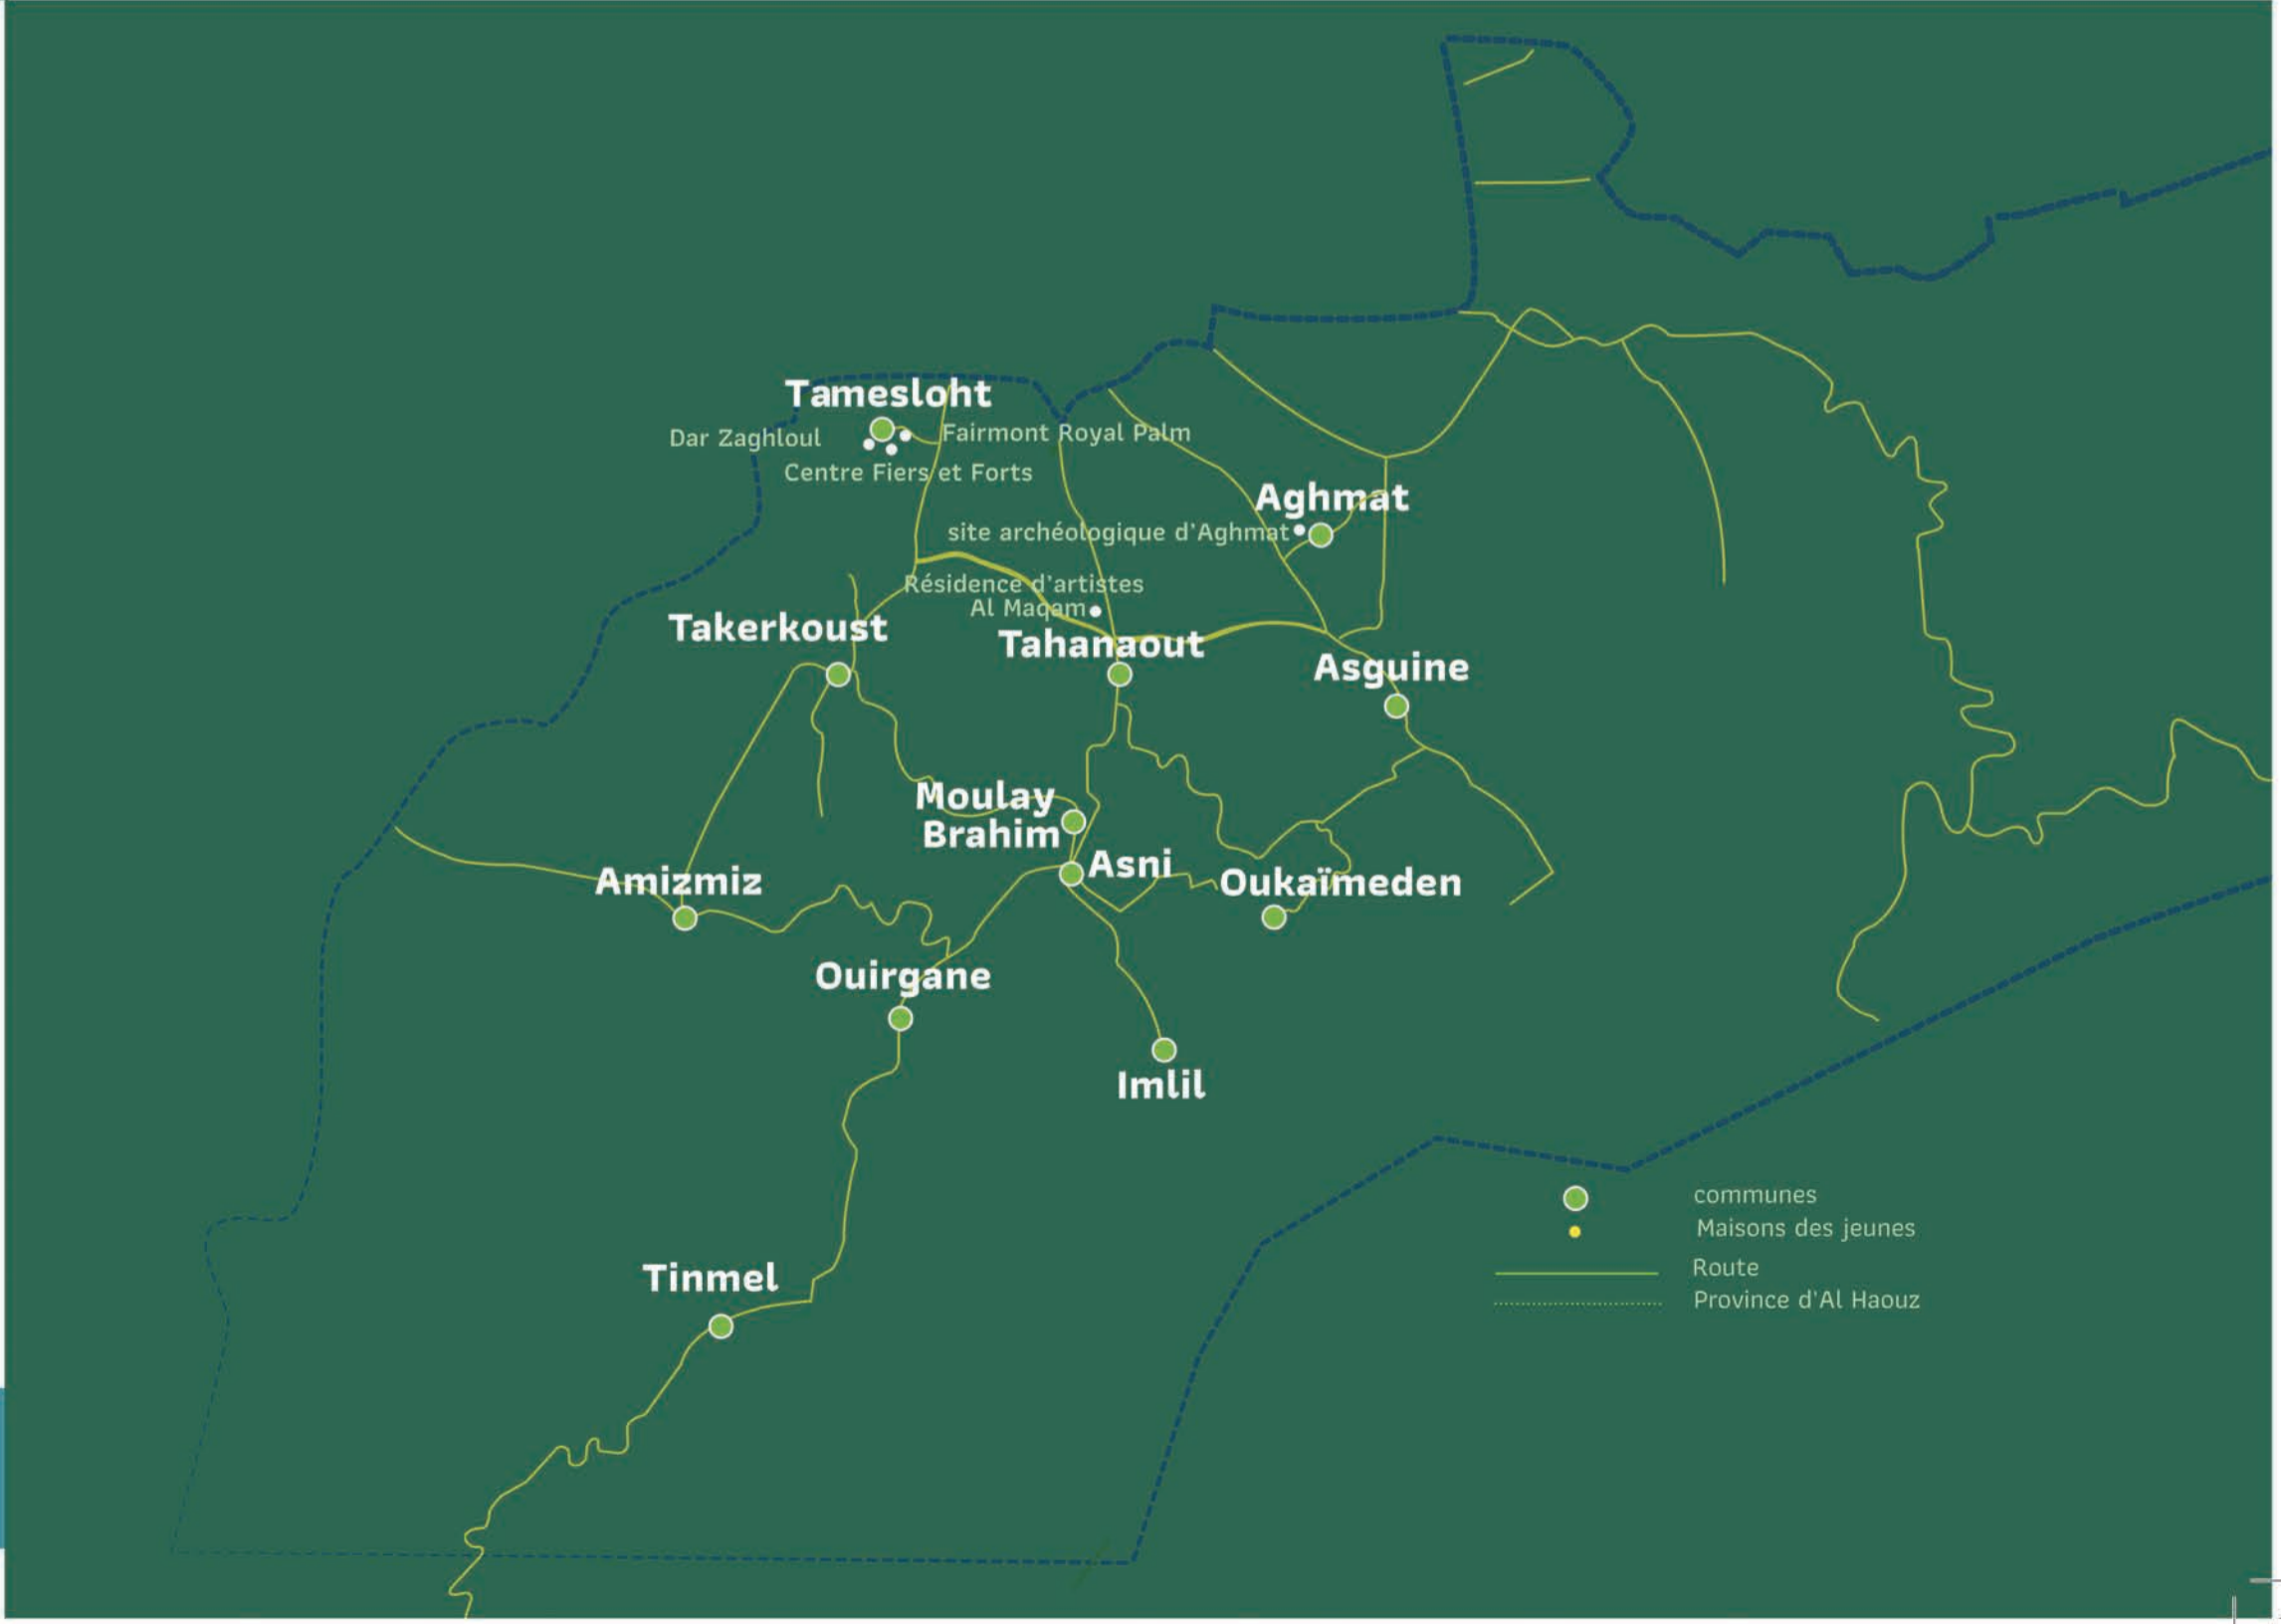 Tamesloht
Dar Zaghloul
Fairmont Royal Palm
Centre Fiers et Forts
Aghmat
site archéologique d'Aghmat
Résidence d'artistes
Al Maqam
Takerkoust
Tahanaout
Asguine
Moulay
Brahim
Asni
Amizmiz
Oukaïmeden
Ouirgane
Imlil
Tinmel
communes
Maisons des jeunes
Route
Province d'Al Haouz